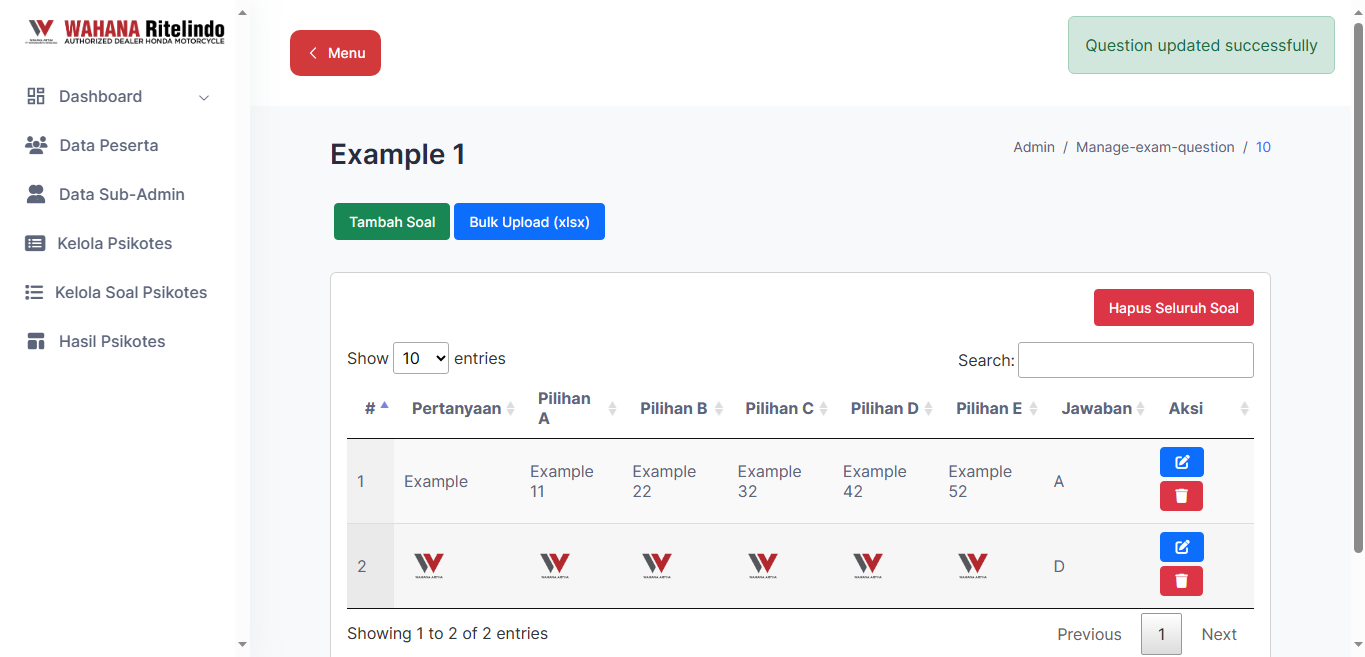 WAHANA Ritelindo
AUTHORIZED DEALER HONDA MOTORCYCLE
Menu
Question updated successfully
Dashboard
Data Peserta
Data Sub-Admin
Kelola Psikotes
Kelola Soal Psikotes
Hasil Psikotes
Example 1
Admin / Manage-exam-question / 10
Tambah Soal
Bulk Upload (xlsx)
Hapus Seluruh Soal
Show 10 entries
Search:
# Pertanyaan Pilihan A Pilihan B Pilihan C Pilihan D Pilihan E Jawaban Aksi
1 Example Example 11 Example 22 Example 32 Example 42 Example 52 A
2 D
Showing 1 to 2 of 2 entries
Previous 1 Next